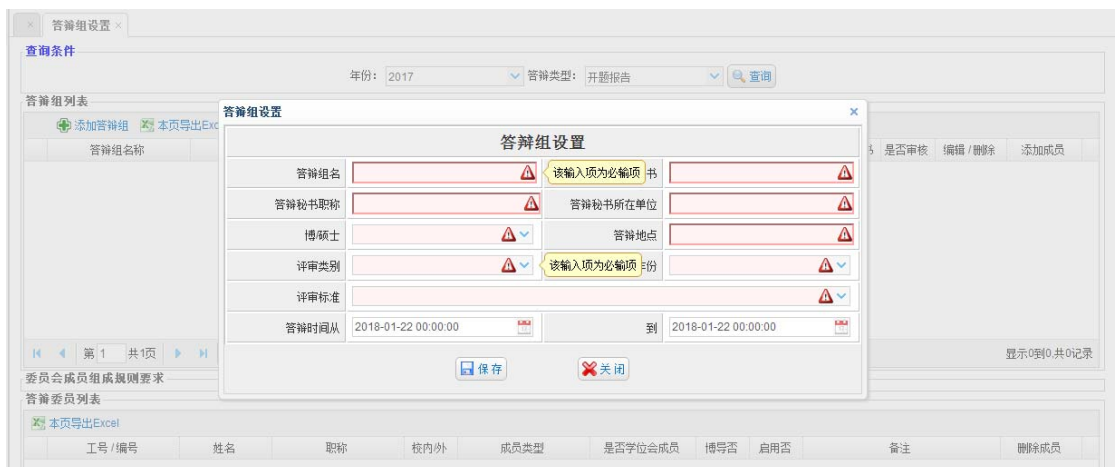 答辩组设置
查询条件
年份： 2017 答辩类型： 开题报告 查询
答辩组列表
添加答辩组 本页导出Exc
答辩组设置
答辩组名称 是否审核 编辑/删除 添加成员
答辩组设置
答辩组名 该输入项为必输项 书
答辩秘书职称 答辩秘书所在单位
博/硕士 答辩地点
评审类别 该输入项为必输项 年份
评审标准
答辩时间从 2018-01-22 00:00:00 到 2018-01-22 00:00:00
第 1 共1页 显示0到0,共0记录
保存 关闭
委员会成员组成规则要求
答辩委员列表
本页导出Excel
工号/编号 姓名 职称 校内/外 成员类型 是否学位会成员 博导否 启用否 备注 删除成员